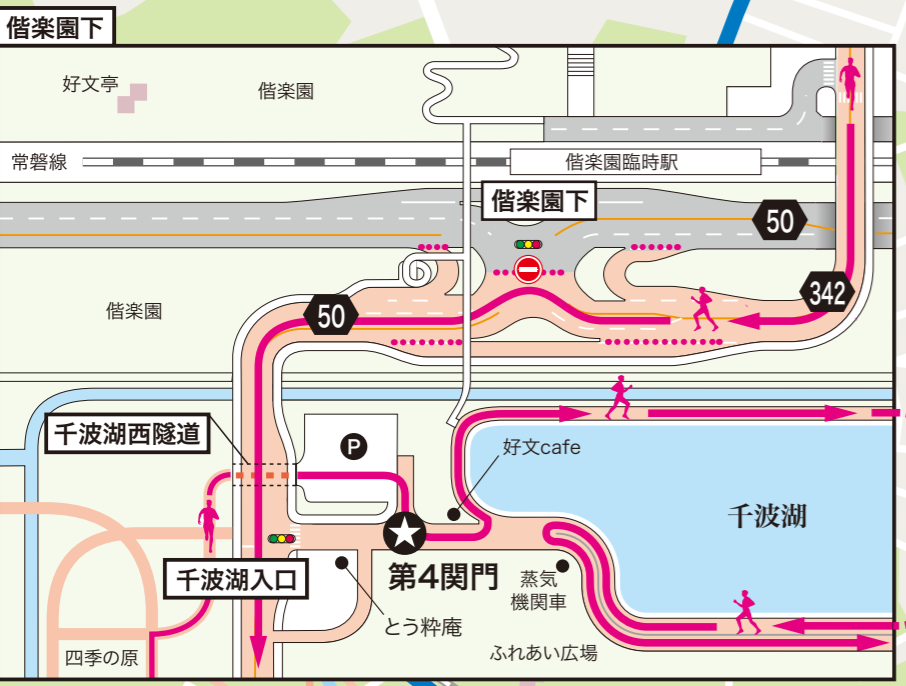 偕楽園下
好文亭
偕楽園
常磐線
偕楽園臨時駅
偕楽園下
50
342
偕楽園
50
千波湖西隧道
P
好文cafe
千波湖
千波湖入口
第4関門
蒸気
機関車
とう粋庵
四季の原
ふれあい広場